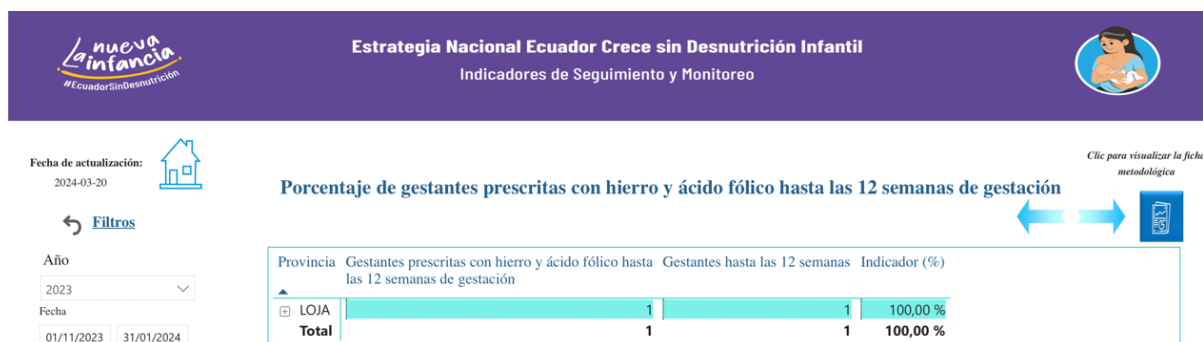 La nueva infancia
#EcuadorSinDesnutrición
Estrategia Nacional Ecuador Crece sin Desnutrición Infantil
Indicadores de Seguimiento y Monitoreo
Fecha de actualización:
2024-03-20
Clic para visualizar la ficha
metodológica
Porcentaje de gestantes prescritas con hierro y ácido fólico hasta las 12 semanas de gestación
Filtros
Año
2023
Fecha
01/11/2023 31/01/2024
Provincia Gestantes prescritas con hierro y ácido fólico hasta Gestantes hasta las 12 semanas Indicador (%)
las 12 semanas de gestación
LOJA 1 1 100,00 %
Total 1 1 100,00 %